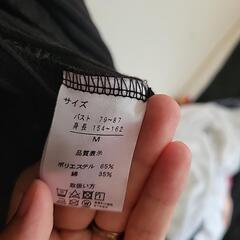 サイズ
バスト 79~87
身長 154~162
M
品質表示
ポリエステル 65%
綿 35%
取扱い方